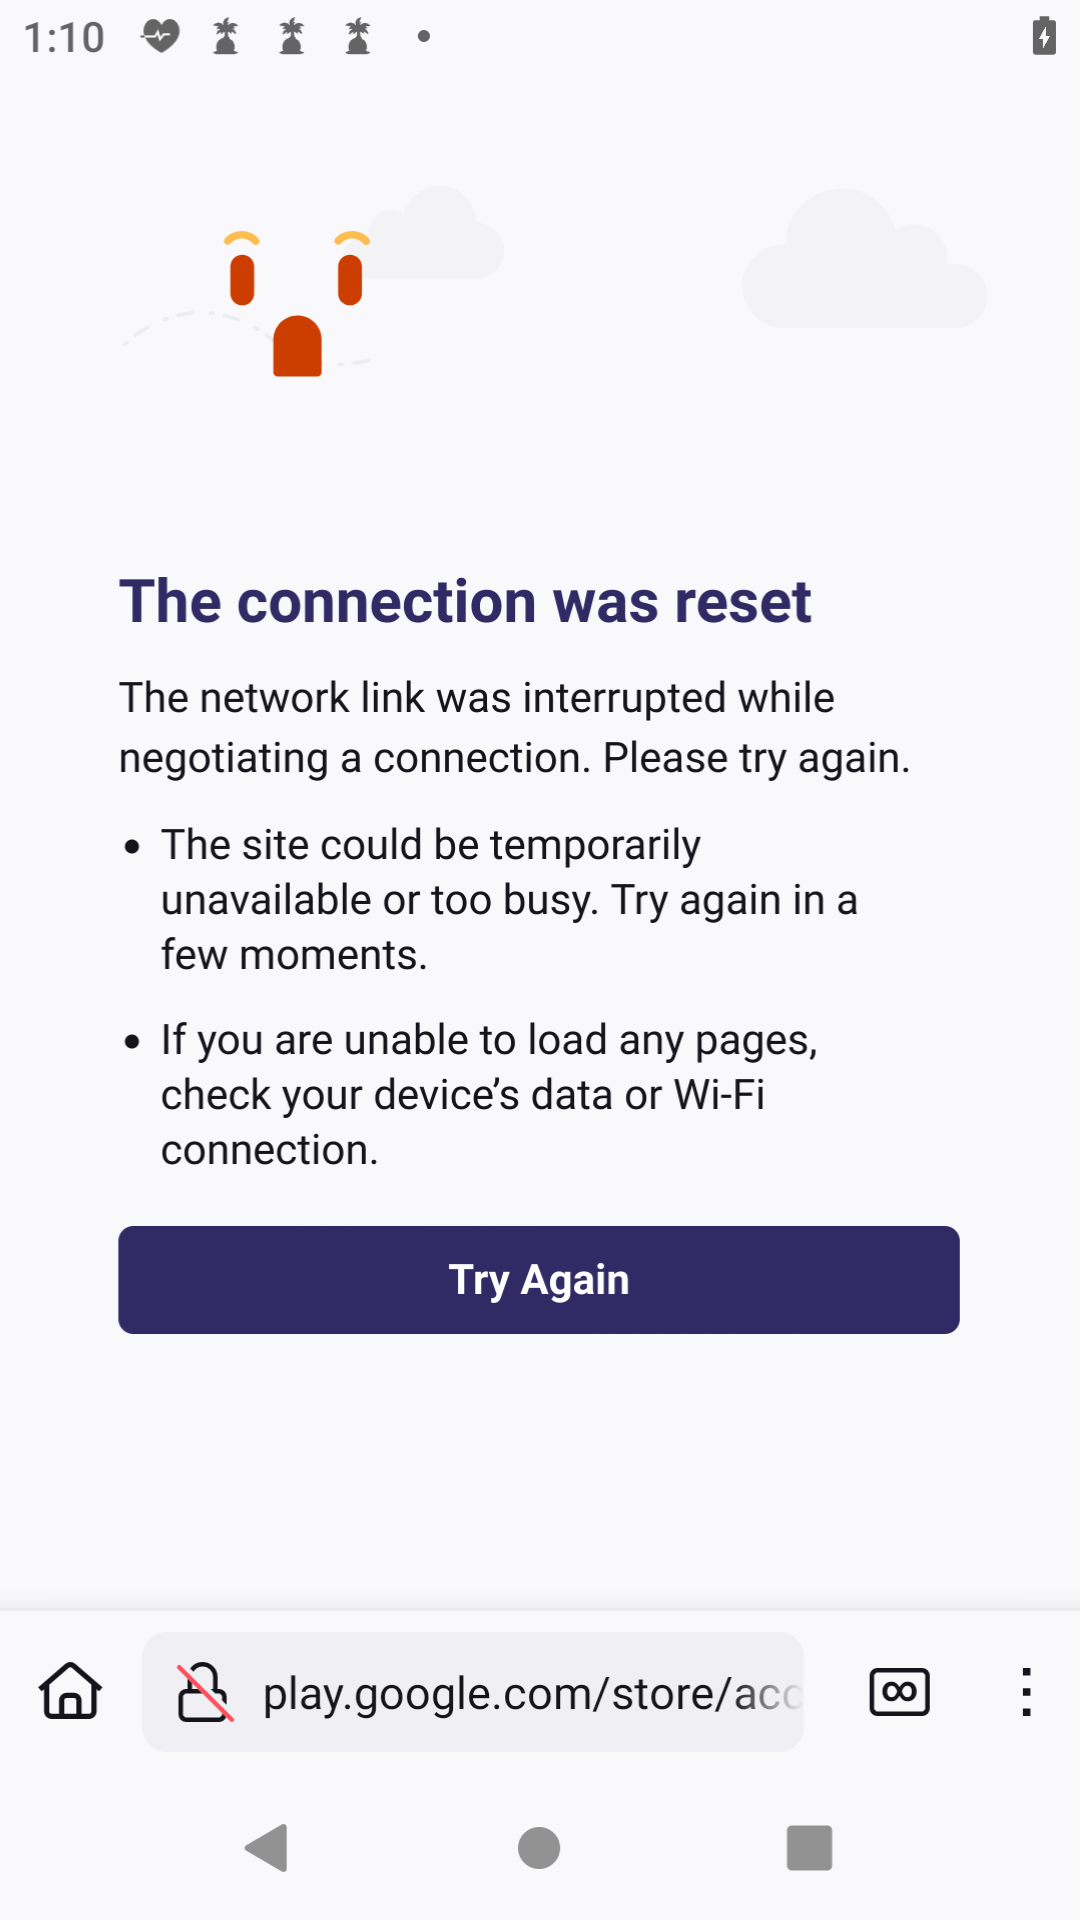 1:10
The connection was reset
The network link was interrupted while
negotiating a connection. Please try again.
• The site could be temporarily
unavailable or too busy. Try again in a
few moments.
• If you are unable to load any pages,
check your device’s data or Wi-Fi
connection.
Try Again
play.google.com/store/acc
∞